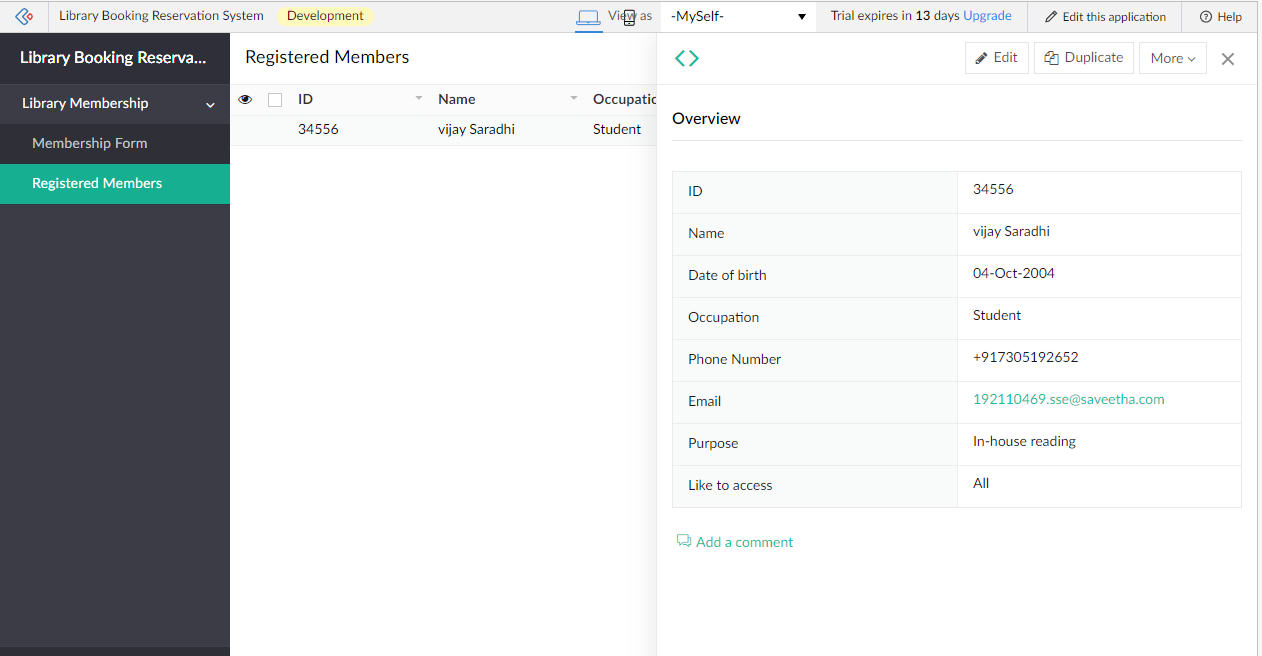 Library Booking Reservation System Development View as -MySelf- Trial expires in 13 days Upgrade Edit this application Help
Library Booking Reserva...
Library Membership
Membership Form
Registered Members
Registered Members
ID Name Occupatio
34556 vijay Saradhi Student
Edit Duplicate More
Overview
ID 34556
Name vijay Saradhi
Date of birth 04-Oct-2004
Occupation Student
Phone Number +917305192652
Email 192110469.sse@saveetha.com
Purpose In-house reading
Like to access All
Add a comment